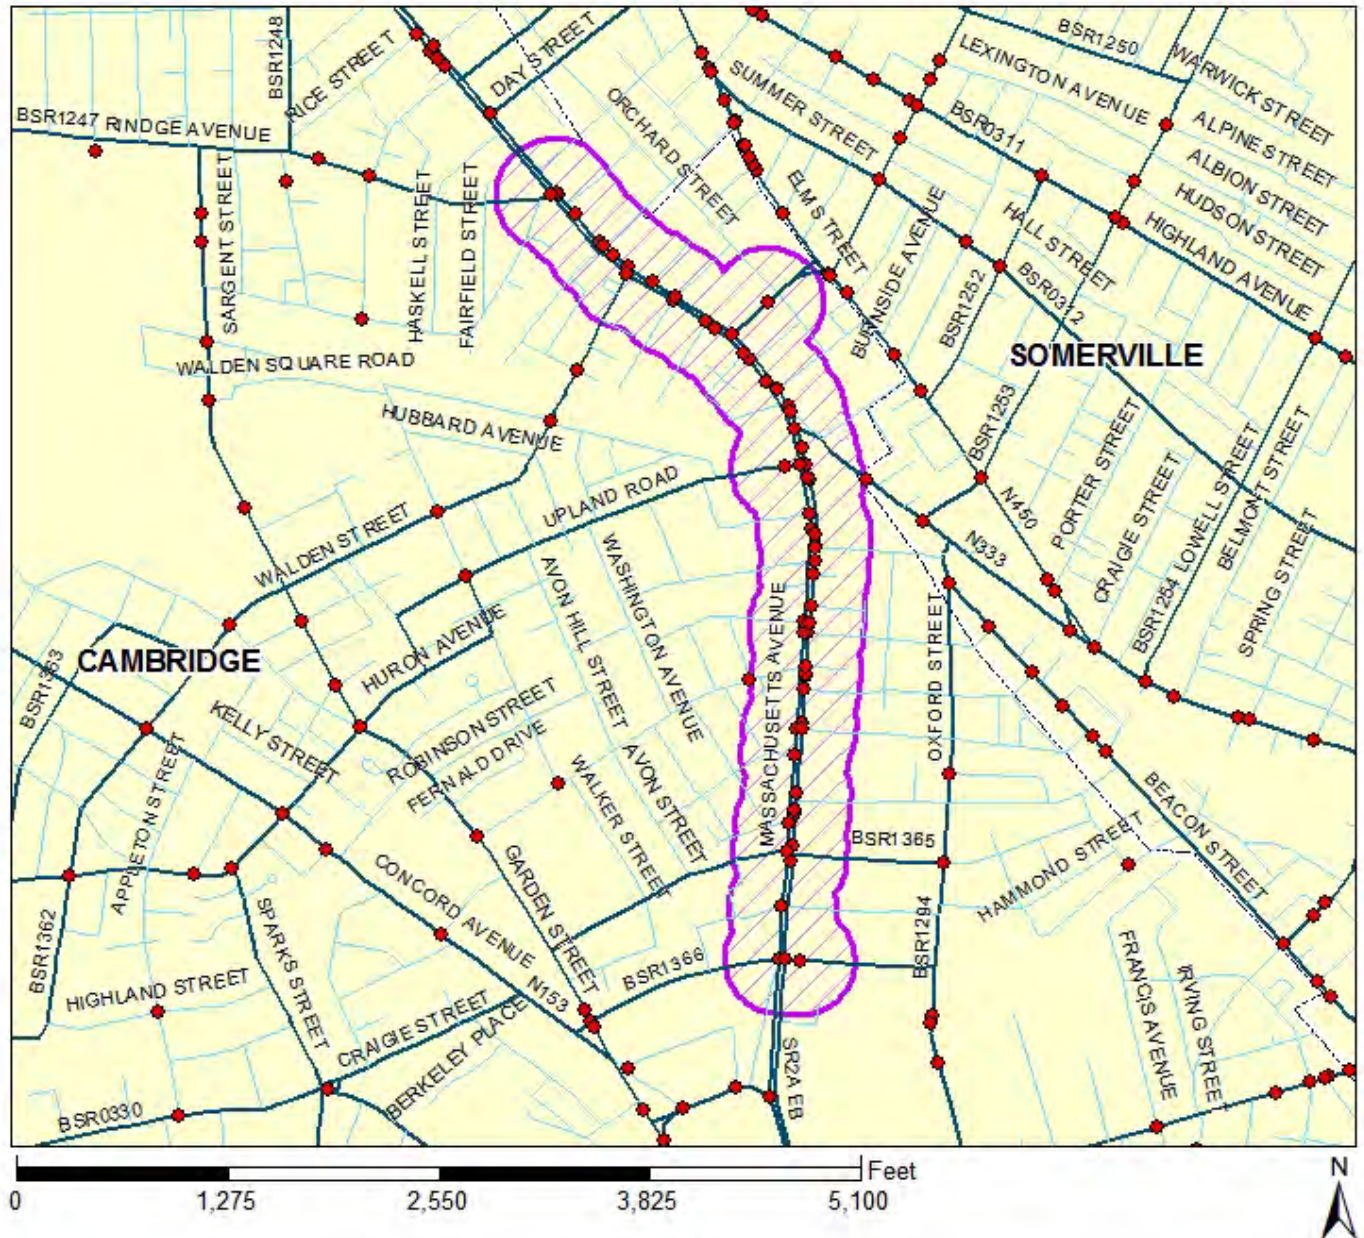 BSR1248
RICE STREET
DAY STREET
BSR1247
RINDGE AVENUE
SARGENT STREET
HASKELL STREET
FAIRFIELD STREET
ORCHARD STREET
SUMMER STREET
ELM STREET
LEXINGTON AVENUE
BSR1250
WARWICK STREET
ALPINE STREET
ALBION STREET
HUDSON STREET
HIGHLAND AVENUE
BSR0311
HALL STREET
BURNSIDE AVENUE
BSR1252
BSR0312
SOMERVILLE
WALDEN SQUARE ROAD
HUBBARD AVENUE
BSR1253
PORTER STREET
CRAIGIE STREET
BSR1254 LOWELL STREET
BELMONT STREET
SPRING STREET
N450
N333
UPLAND ROAD
WALDEN STREET
AVON HILL STREET
WASHINGTON AVENUE
MASSACHUSETTS AVENUE
OXFORD STREET
HURON AVENUE
CAMBRIDGE
BSR1363
KELLY STREET
ROBINSON STREET
FERNALD DRIVE
WALKER STREET
AVON STREET
APPLETON STREET
BEACON STREET
BSR1365
HAMMOND STREET
CONCORD AVENUE
GARDEN STREET
SPARKS STREET
BSR1362
BSR1366
BSR1294
HIGHLAND STREET
N153
CRAIGIE STREET
BERKELEY PLACE
FRANCIS AVENUE
IRVING STREET
BSR0330
SR2A EB
Feet
0 1,275 2,550 3,825 5,100
N